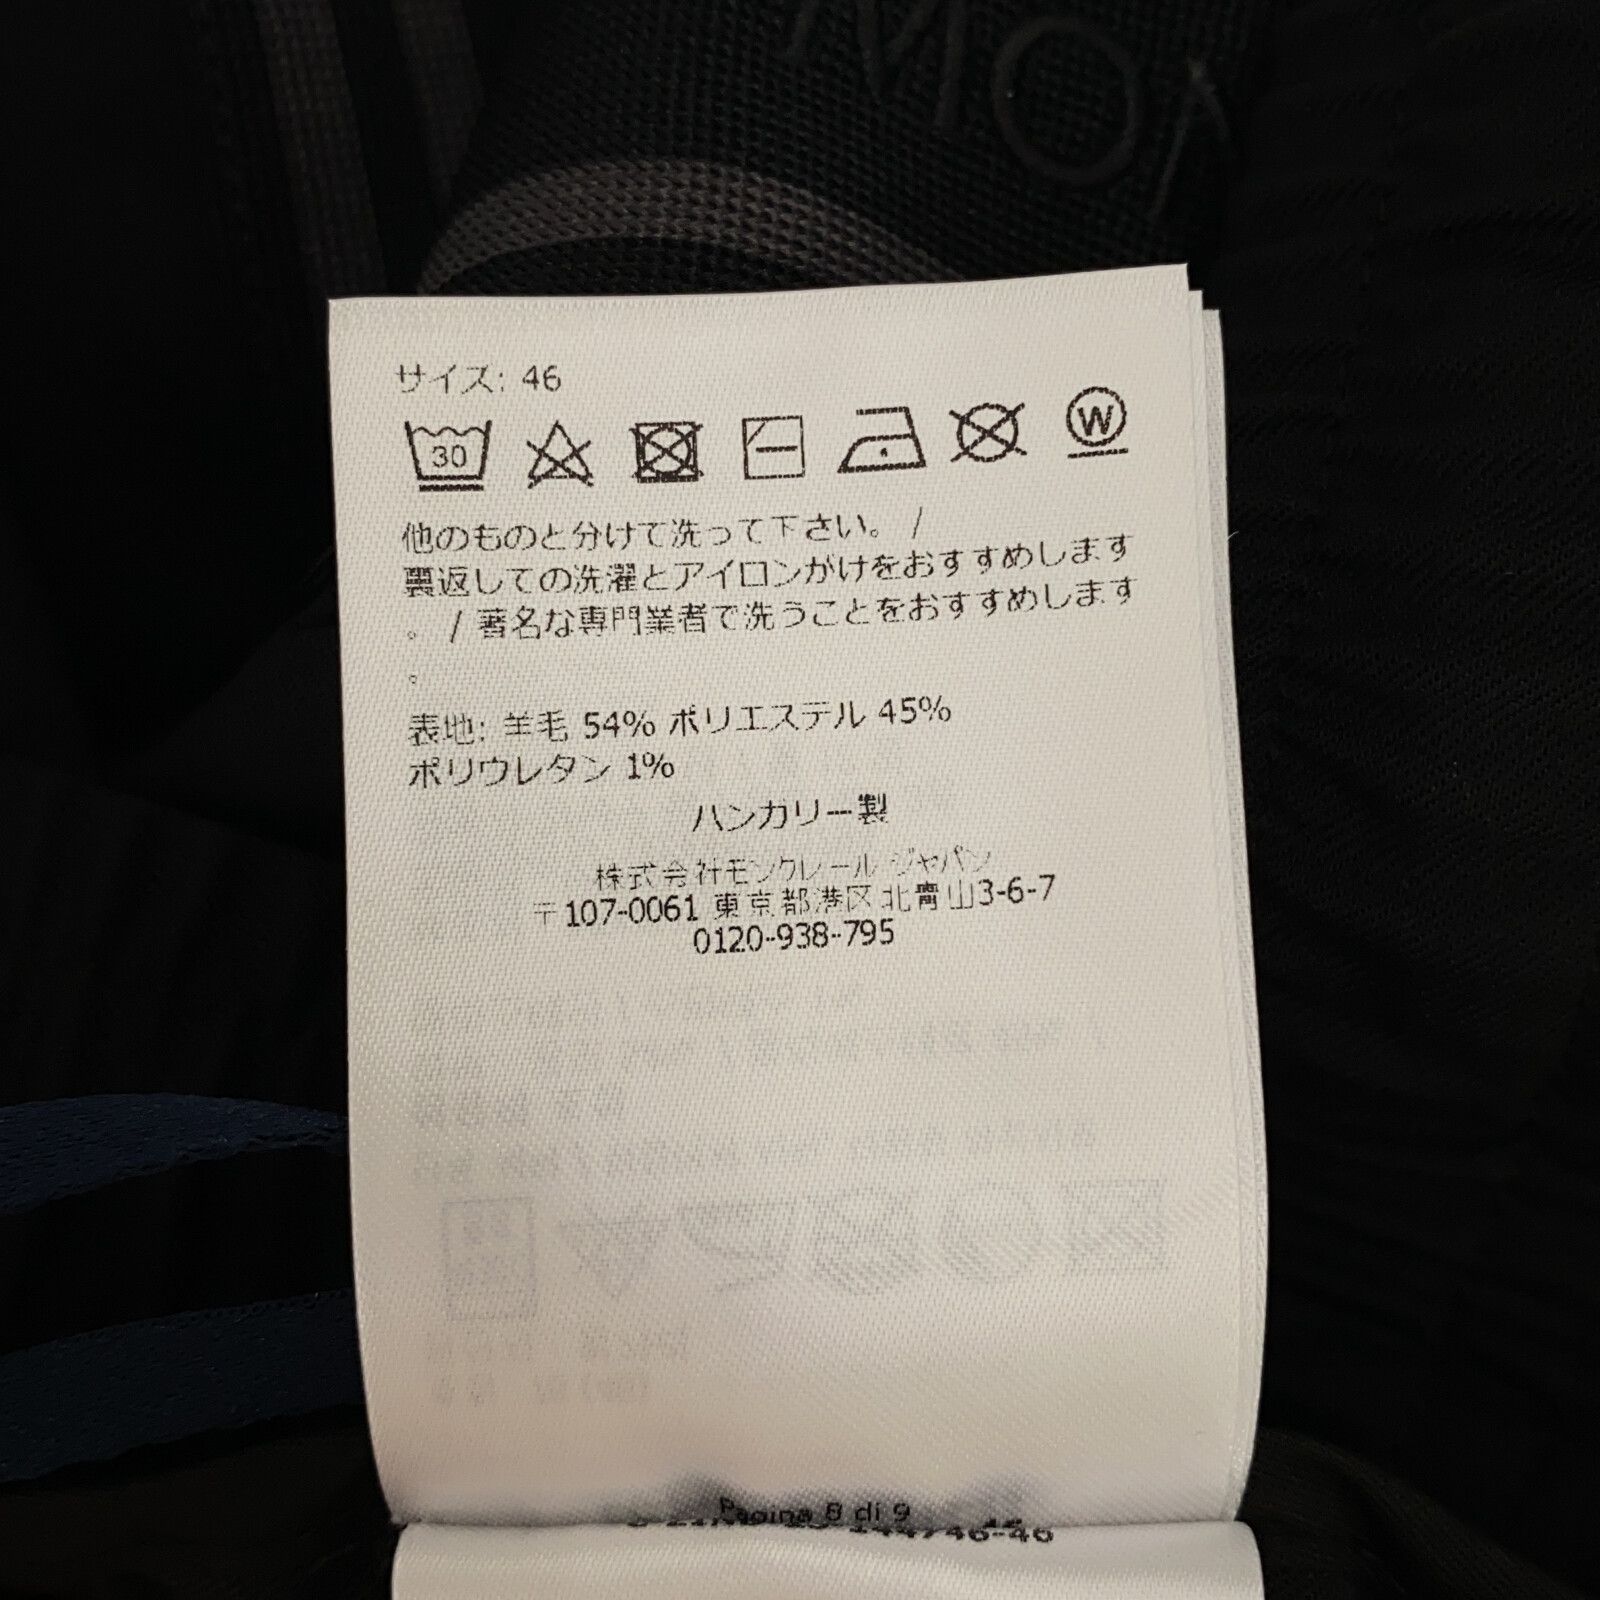 MO
サイズ: 46
30
W
他のものと分けて洗って下さい。 /
裏返しての洗濯とアイロンがけをおすすめします
。 / 著名な専門業者で洗うことをおすすめします
。
表地: 羊毛 54% ポリエステル 45%
ポリウレタン 1%
ハンガリー製
株式会社モンクレール ジャパン
〒107-0061 東京都港区北青山3-6-7
0120-938-795
Pagina 8 di 9